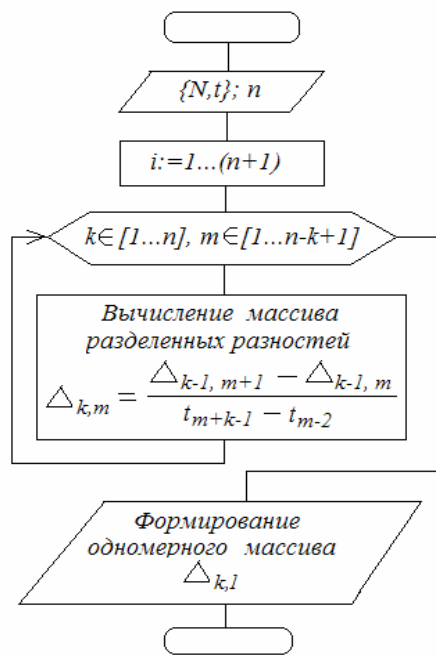 {N,t}; n
i:=1...(n+1)
k∈[1...n], m∈[1...n-k+1]
Вычисление массива
разделенных разностей
△k,m = (△k-1, m+1 − △k-1, m) / (tm+k-1 − tm-2)
Формирование
одномерного массива
△k,1